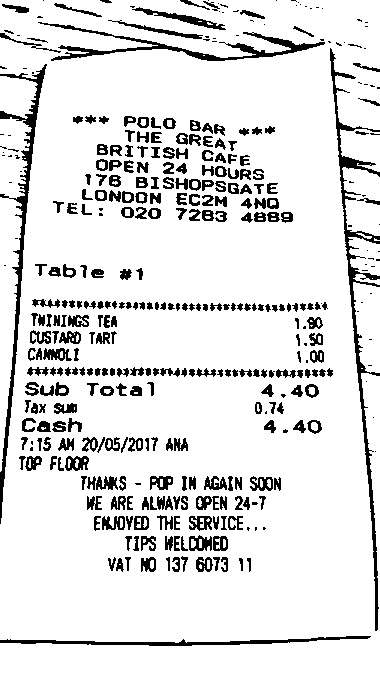 *** POLO BAR ***
THE GREAT
BRITISH CAFE
OPEN 24 HOURS
176 BISHOPSGATE
LONDON EC2M 4NQ
TEL: 020 7283 4889
Table #1
****************************************
TWININGS TEA 1.90
CUSTARD TART 1.50
CANNOLI 1.00
****************************************
Sub Total 4.40
Tax sum 0.74
Cash 4.40
7:15 AM 20/05/2017 ANA
TOP FLOOR
THANKS - POP IN AGAIN SOON
WE ARE ALWAYS OPEN 24-7
ENJOYED THE SERVICE...
TIPS WELCOMED
VAT NO 137 6073 11